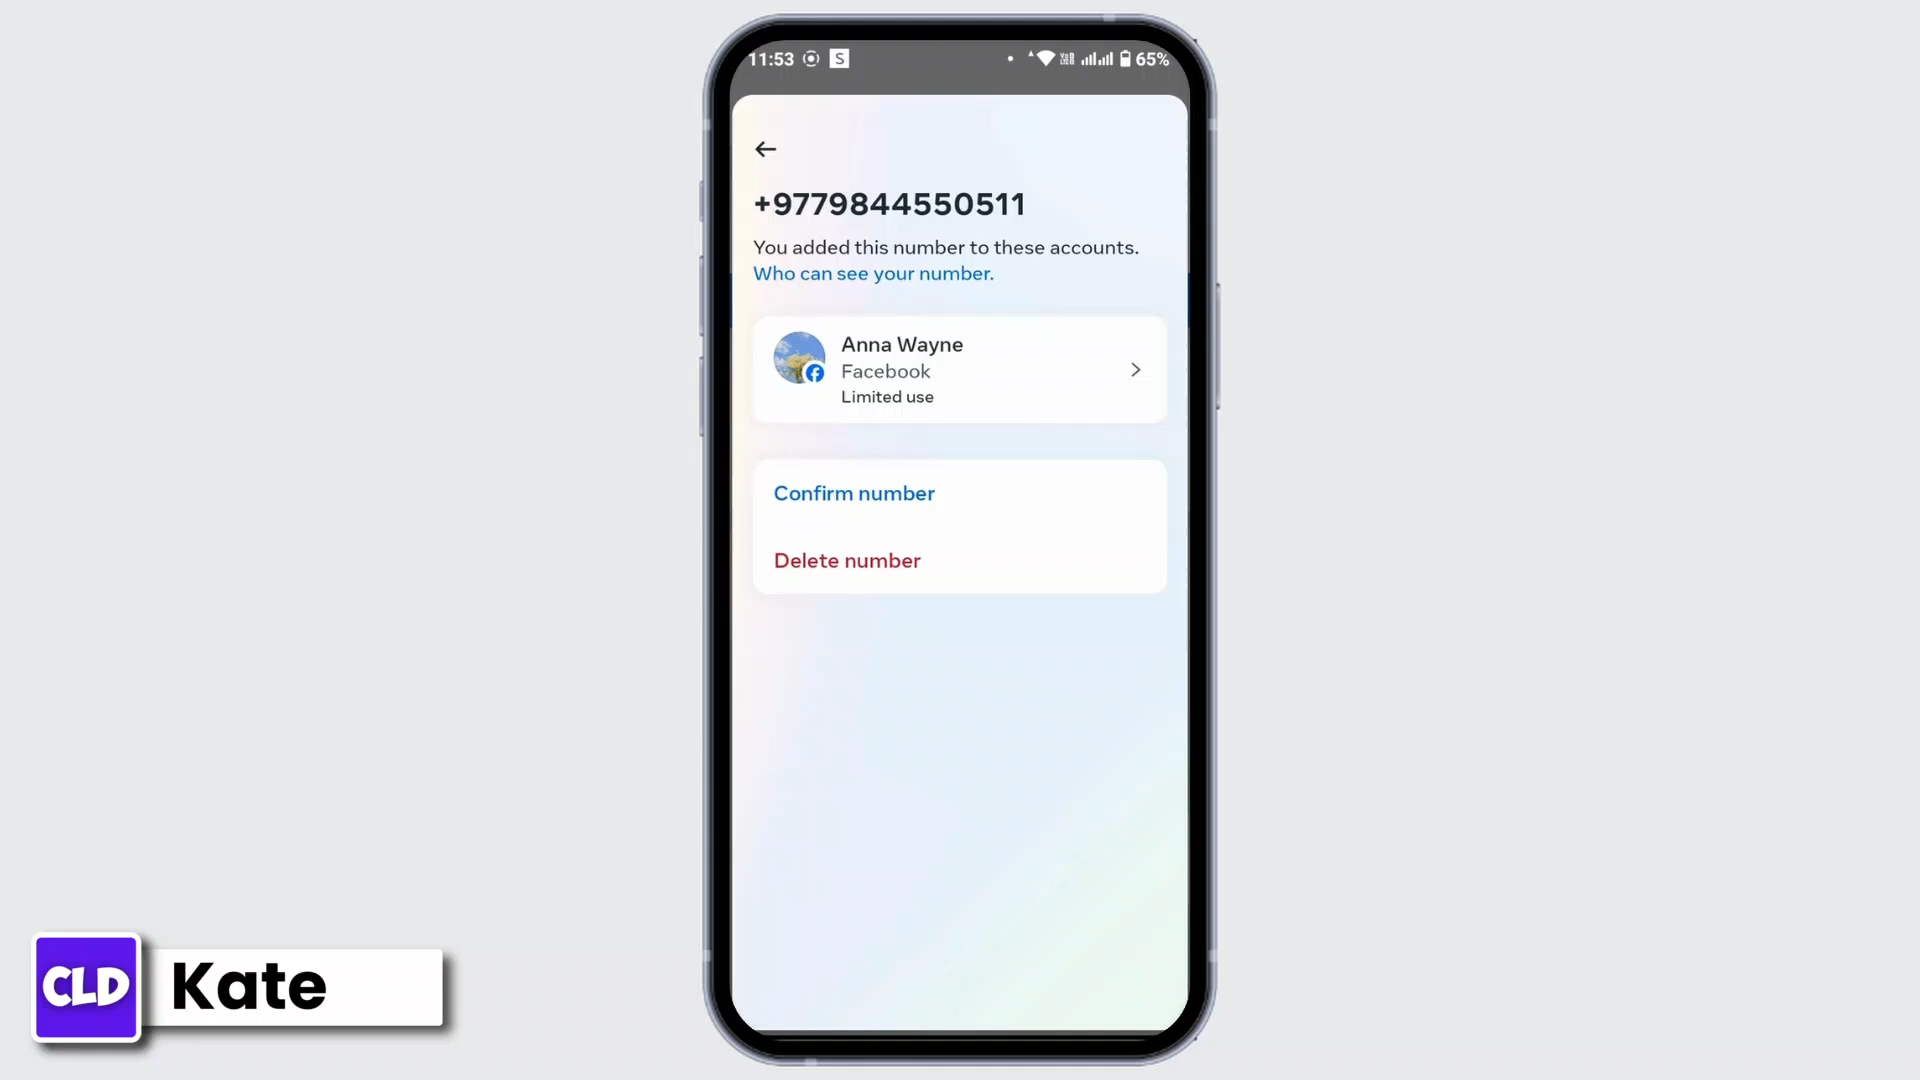 11:53 S 65%
+9779844550511
You added this number to these accounts.
Who can see your number.
Anna Wayne
Facebook
Limited use
Confirm number
Delete number
CLD Kate